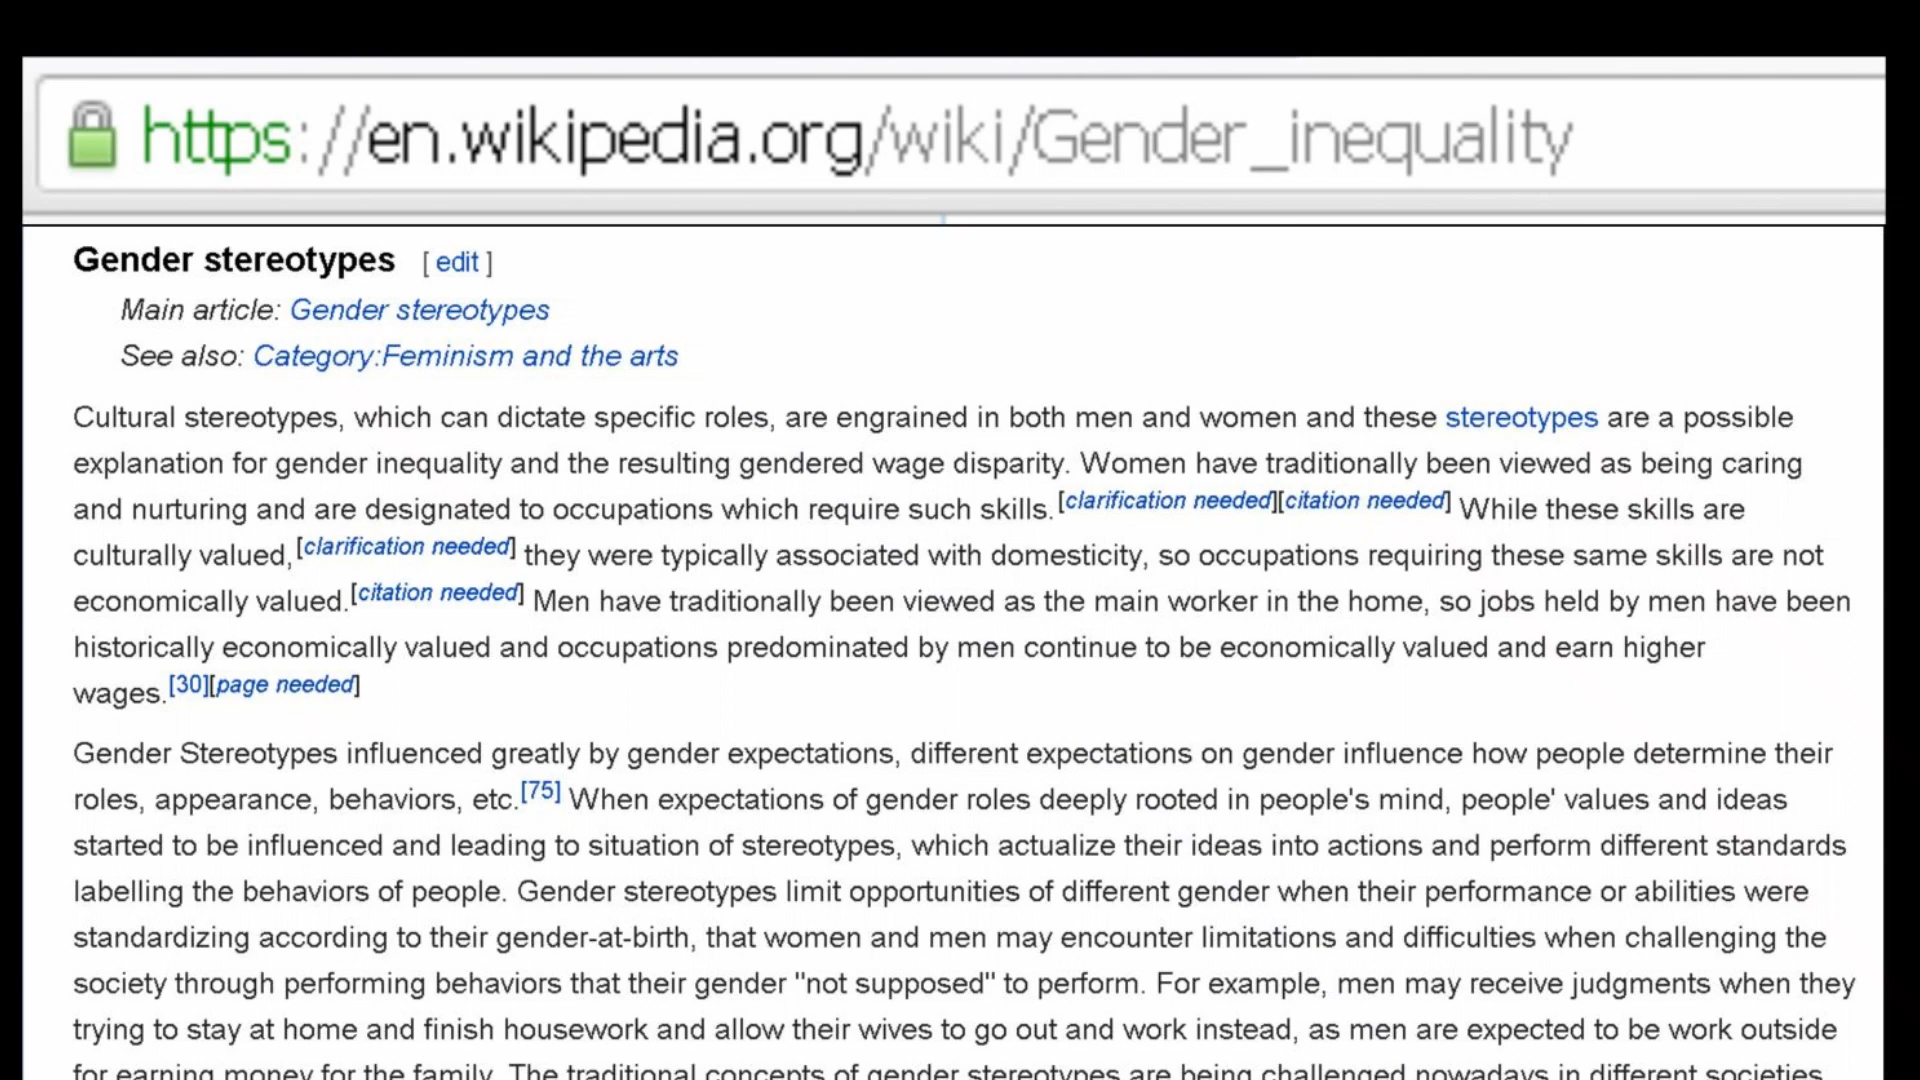 https://en.wikipedia.org/wiki/Gender_inequality
Gender stereotypes [ edit ]
Main article: Gender stereotypes
See also: Category:Feminism and the arts
Cultural stereotypes, which can dictate specific roles, are engrained in both men and women and these stereotypes are a possible
explanation for gender inequality and the resulting gendered wage disparity. Women have traditionally been viewed as being caring
and nurturing and are designated to occupations which require such skills.[clarification needed][citation needed] While these skills are
culturally valued,[clarification needed] they were typically associated with domesticity, so occupations requiring these same skills are not
economically valued.[citation needed] Men have traditionally been viewed as the main worker in the home, so jobs held by men have been
historically economically valued and occupations predominated by men continue to be economically valued and earn higher
wages.[30][page needed]
Gender Stereotypes influenced greatly by gender expectations, different expectations on gender influence how people determine their
roles, appearance, behaviors, etc.[75] When expectations of gender roles deeply rooted in people's mind, people' values and ideas
started to be influenced and leading to situation of stereotypes, which actualize their ideas into actions and perform different standards
labelling the behaviors of people. Gender stereotypes limit opportunities of different gender when their performance or abilities were
standardizing according to their gender-at-birth, that women and men may encounter limitations and difficulties when challenging the
society through performing behaviors that their gender "not supposed" to perform. For example, men may receive judgments when they
trying to stay at home and finish housework and allow their wives to go out and work instead, as men are expected to be work outside
for earning money for the family. The traditional concepts of gender stereotypes are being challenged nowadays in different societies